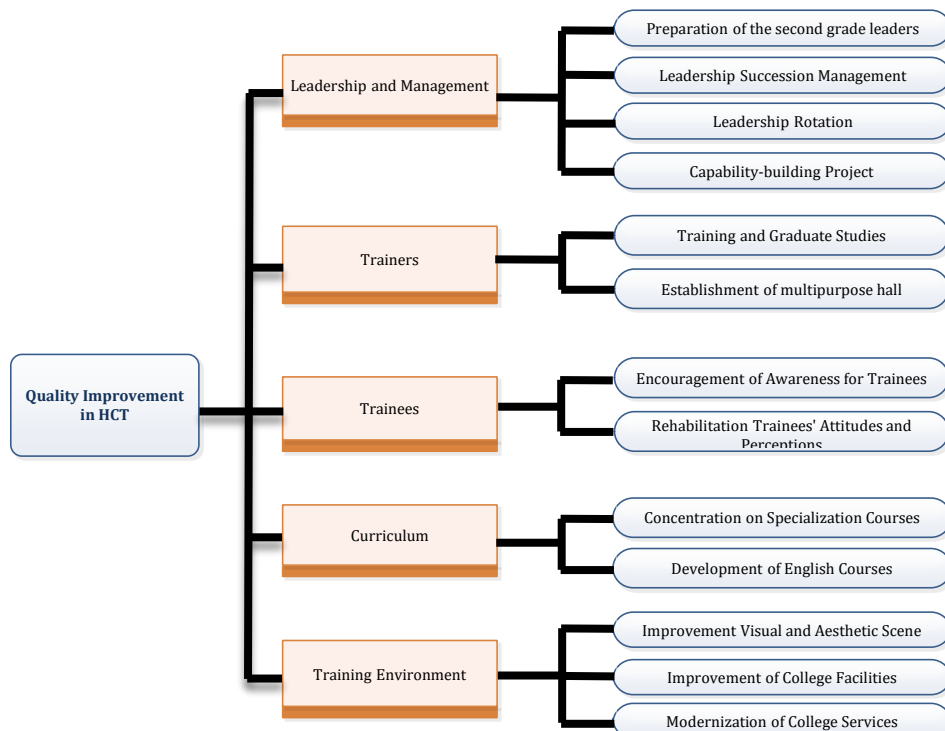 Preparation of the second grade leaders
Leadership and Management
Leadership Succession Management
Leadership Rotation
Capability-building Project
Training and Graduate Studies
Trainers
Establishment of multipurpose hall
Quality Improvement
in HCT
Encouragement of Awareness for Trainees
Trainees
Rehabilitation Trainees' Attitudes and
Perceptions
Concentration on Specialization Courses
Curriculum
Development of English Courses
Improvement Visual and Aesthetic Scene
Training Environment
Improvement of College Facilities
Modernization of College Services